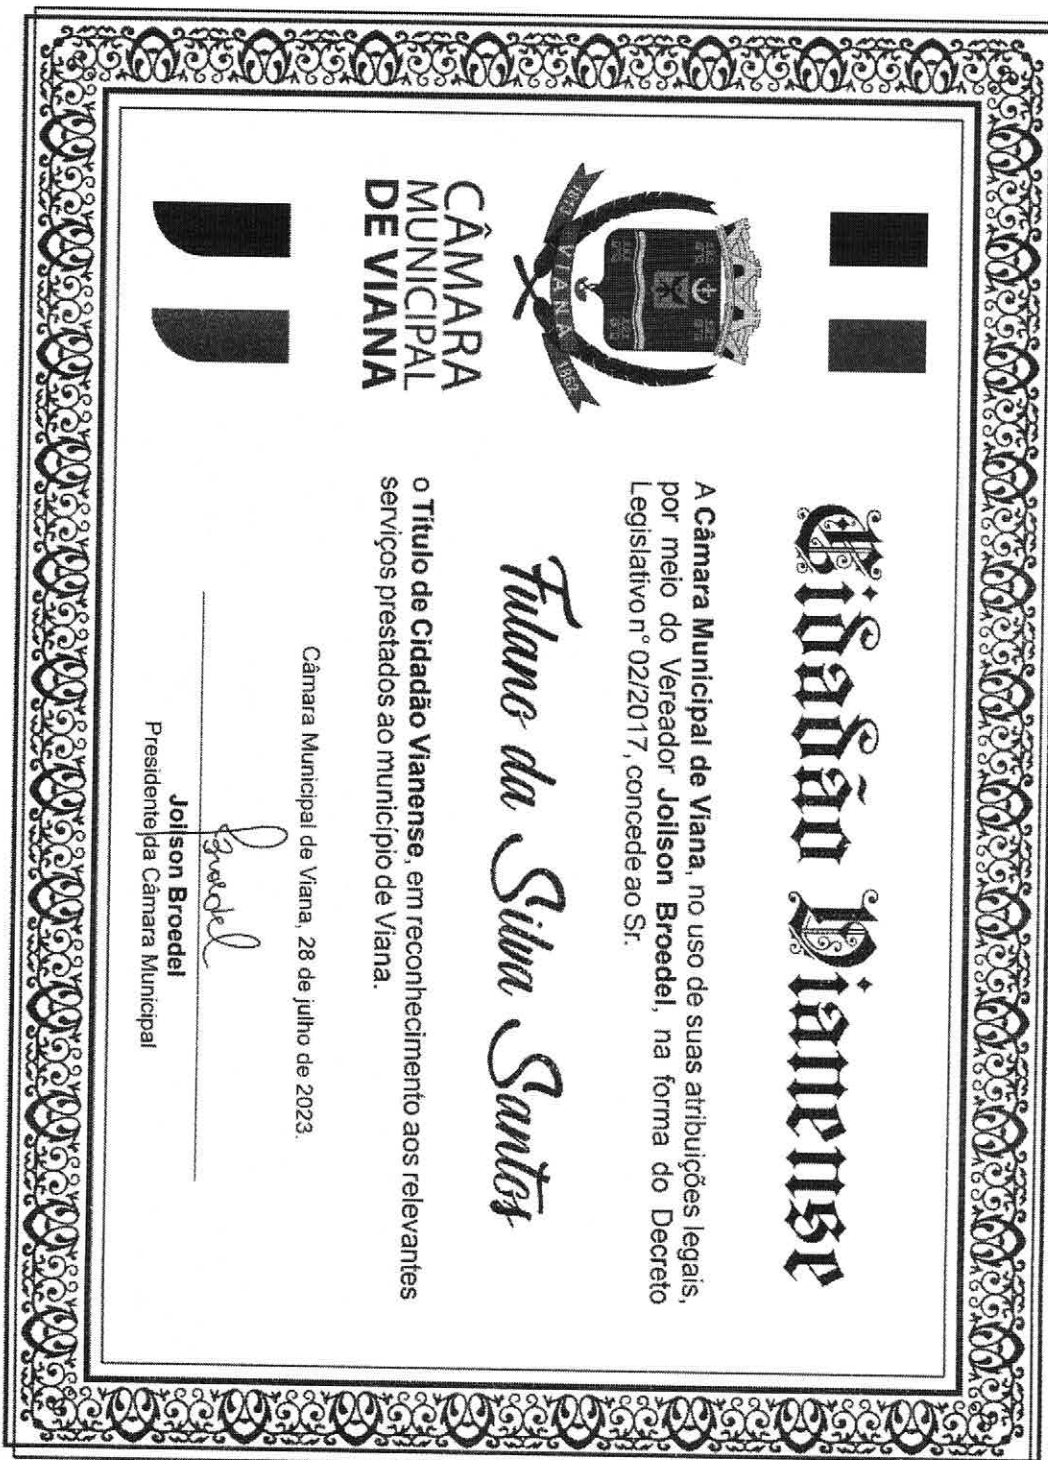 Cidadão Vianense
A Câmara Municipal de Viana, no uso de suas atribuições legais,
por meio do Vereador Joilson Broedel, na forma do Decreto
Legislativo n° 02/2017, concede ao Sr.
Fulano da Silva Santos
o Título de Cidadão Vianense, em reconhecimento aos relevantes
serviços prestados ao município de Viana.
Câmara Municipal de Viana, 28 de julho de 2023.
Broedel
Joilson Broedel
Presidente da Câmara Municipal
VIANA
1862
CÂMARA
MUNICIPAL
DE VIANA